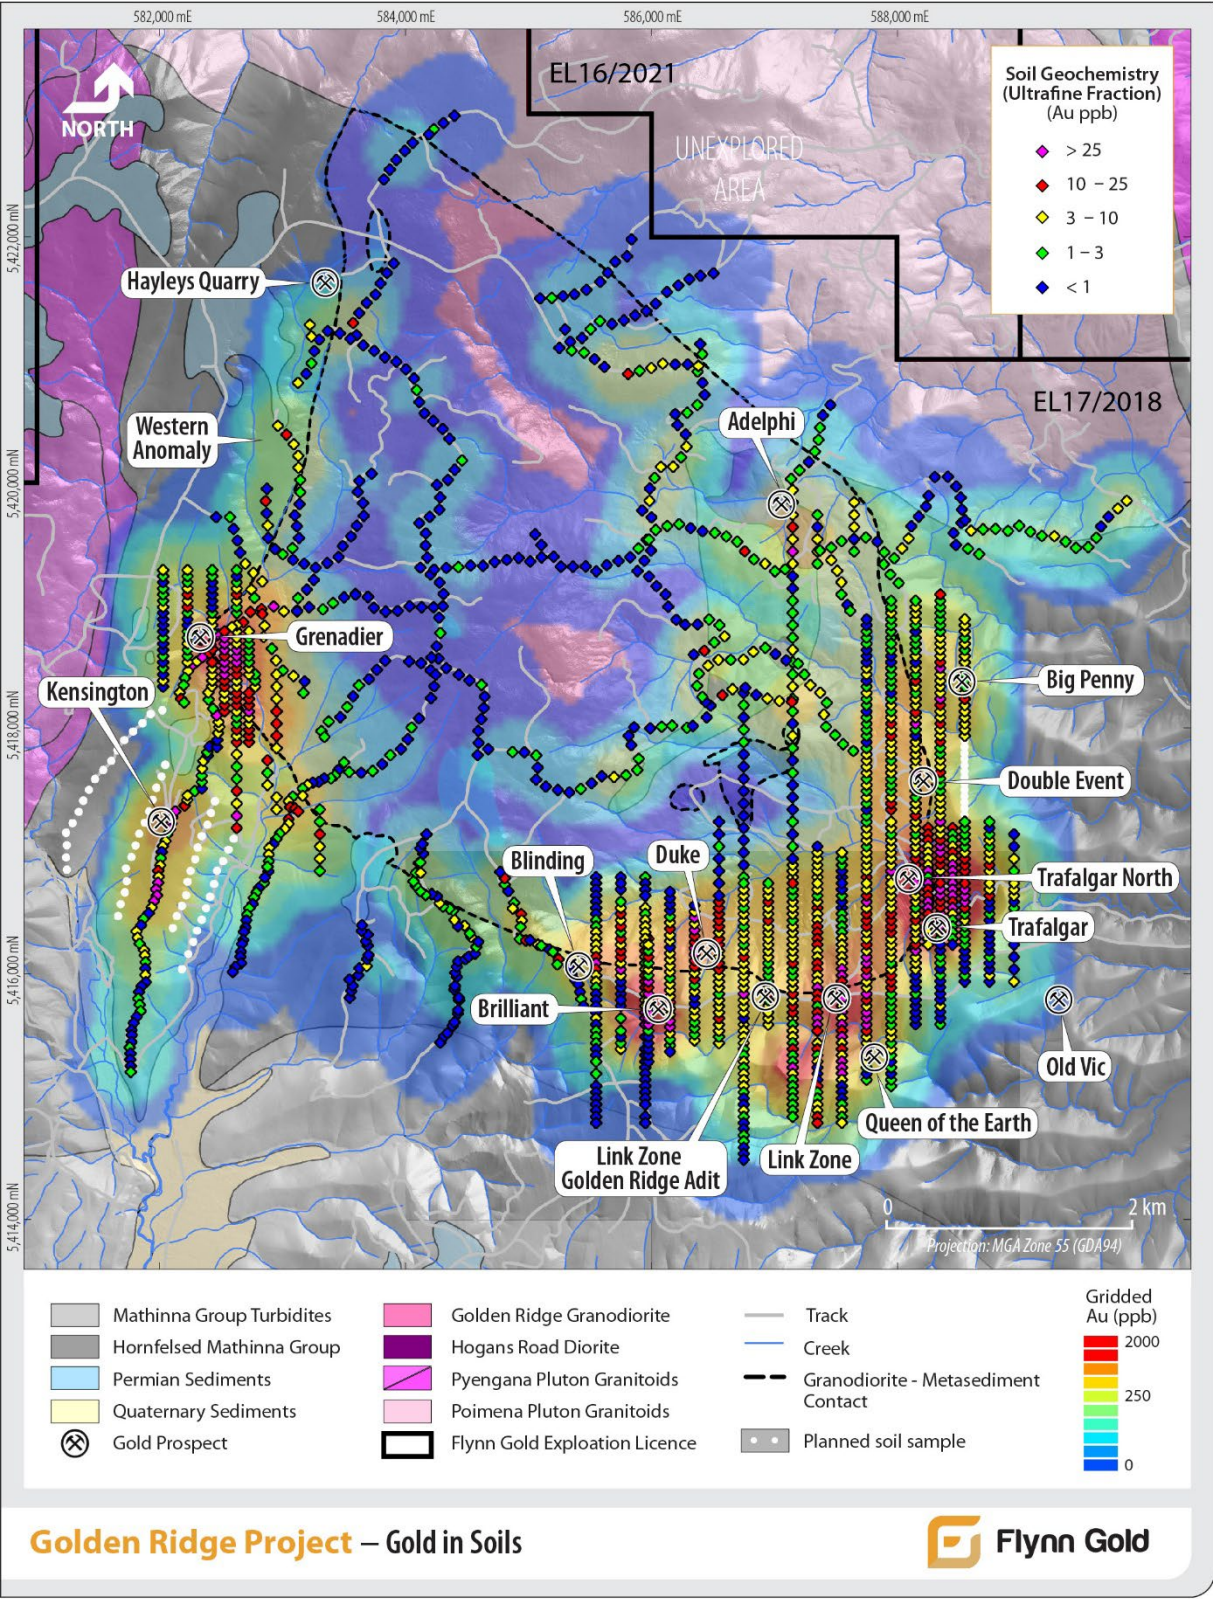 582,000 mE
584,000 mE
586,000 mE
588,000 mE
5,422,000 mN
5,420,000 mN
5,418,000 mN
5,416,000 mN
5,414,000 mN
NORTH
EL16/2021
UNEXPLORED
AREA
Soil Geochemistry
(Ultrafine Fraction)
(Au ppb)
> 25
10 – 25
3 – 10
1 – 3
< 1
EL17/2018
Hayleys Quarry
Western
Anomaly
Adelphi
Grenadier
Kensington
Big Penny
Double Event
Blinding
Duke
Trafalgar North
Trafalgar
Brilliant
Old Vic
Queen of the Earth
Link Zone
Golden Ridge Adit
Link Zone
0
2 km
Projection: MGA Zone 55 (GDA94)
Mathinna Group Turbidites
Hornfelsed Mathinna Group
Permian Sediments
Quaternary Sediments
Gold Prospect
Golden Ridge Granodiorite
Hogans Road Diorite
Pyengana Pluton Granitoids
Poimena Pluton Granitoids
Flynn Gold Exploation Licence
Track
Creek
Granodiorite - Metasediment
Contact
Planned soil sample
Gridded
Au (ppb)
2000
250
0
Golden Ridge Project – Gold in Soils
Flynn Gold